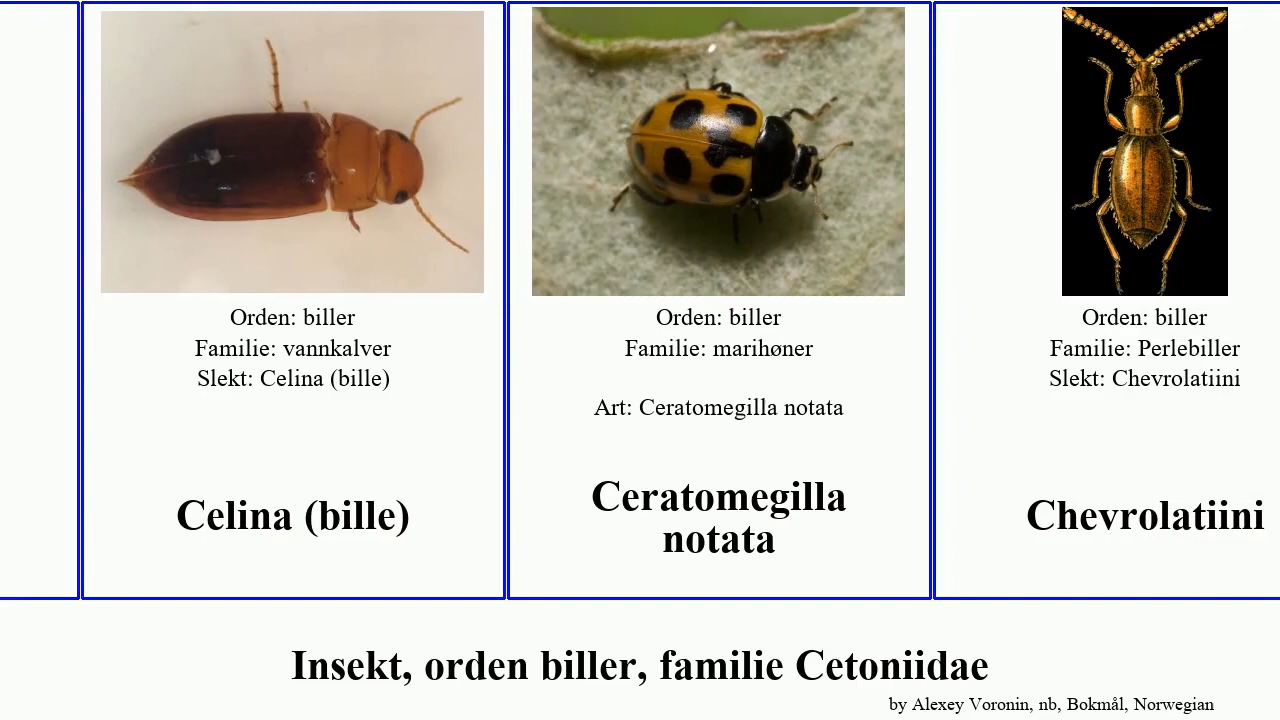 Orden: biller
Familie: vannkalver
Slekt: Celina (bille)
Celina (bille)
Orden: biller
Familie: marihøner
Art: Ceratomegilla notata
Ceratomegilla
notata
Orden: biller
Familie: Perlebiller
Slekt: Chevrolatiini
Chevrolatiini
Insekt, orden biller, familie Cetoniidae
by Alexey Voronin, nb, Bokmål, Norwegian